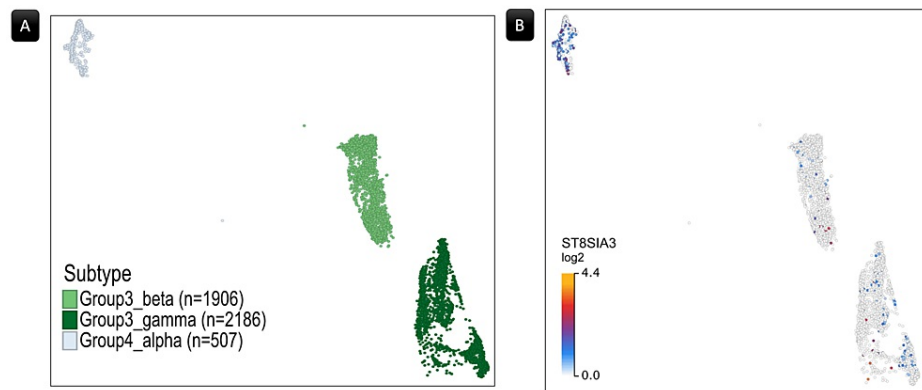 A
Subtype
Group3_beta (n=1906)
Group3_gamma (n=2186)
Group4_alpha (n=507)
B
ST8SIA3
log2
4.4
0.0